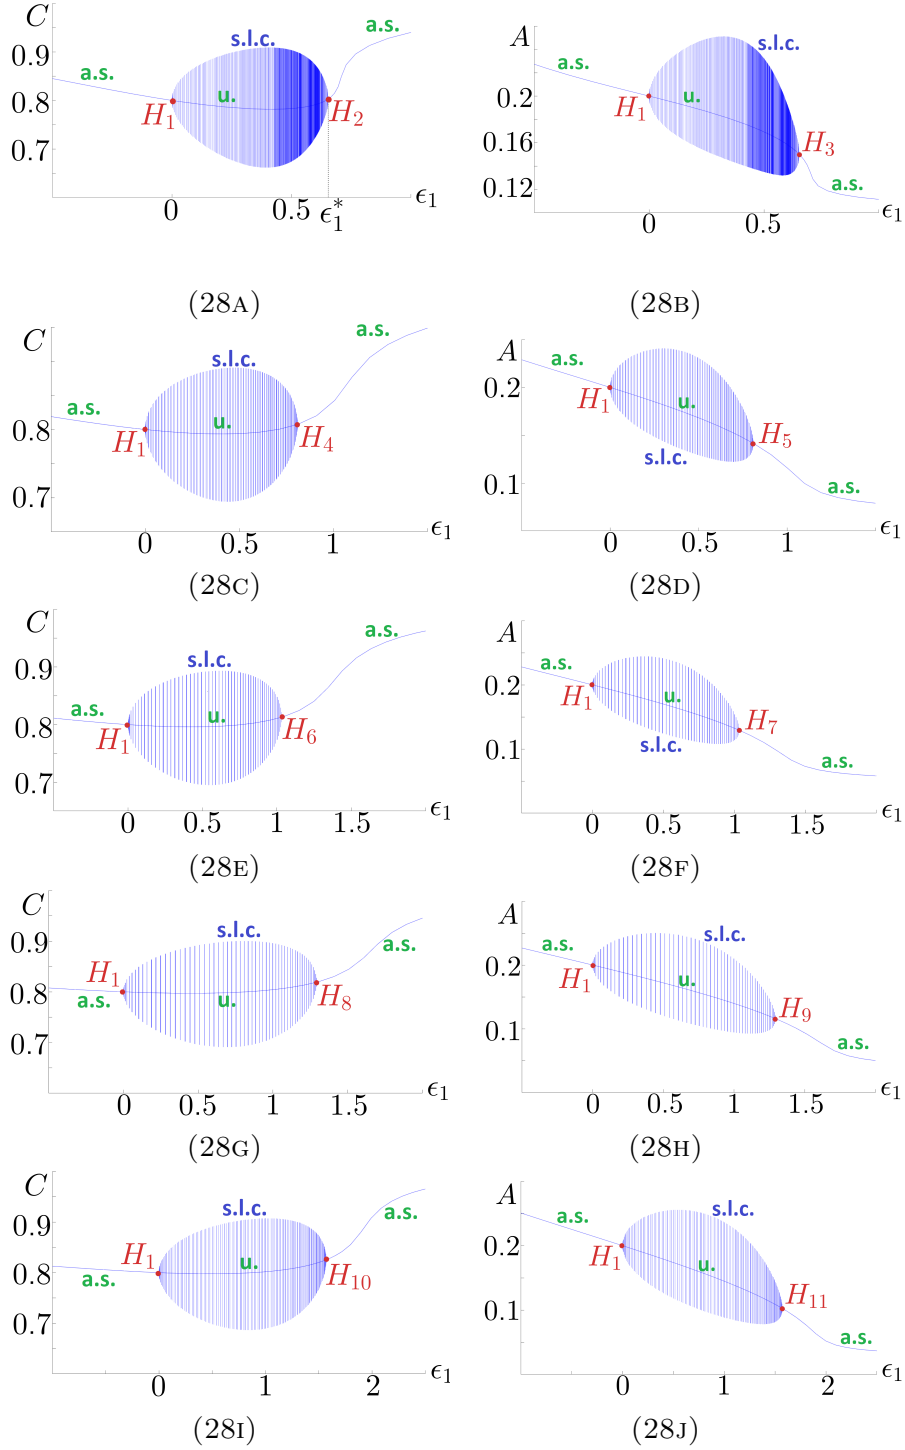 C
0.9
0.8
0.7
a.s.
s.l.c.
u.
a.s.
H₁
H₂
0
0.5
ϵ₁*
ϵ₁
(28A)
A
0.2
0.16
0.12
s.l.c.
u.
H₁
H₃
a.s.
0
0.5
ϵ₁
(28B)
C
0.8
0.7
a.s.
s.l.c.
u.
a.s.
H₁
H₄
0
0.5
1
ϵ₁
(28C)
A
0.2
0.1
a.s.
u.
s.l.c.
H₁
H₅
a.s.
0
1
ϵ₁
(28D)
C
0.9
0.8
0.7
a.s.
s.l.c.
u.
a.s.
H₁
H₆
0
0.5
1
1.5
ϵ₁
(28E)
A
0.2
0.1
a.s.
u.
s.l.c.
H₁
H₇
a.s.
0
0.5
1
1.5
ϵ₁
(28F)
C
0.9
0.8
0.7
H₁
a.s.
s.l.c.
u.
a.s.
H₈
0
0.5
1
1.5
ϵ₁
(28G)
A
0.2
0.1
a.s.
s.l.c.
u.
H₁
H₉
a.s.
0
0.5
1
1.5
ϵ₁
(28H)
C
0.9
0.8
0.7
H₁
a.s.
s.l.c.
u.
a.s.
H₁₀
0
1
2
ϵ₁
(28I)
A
0.2
0.1
a.s.
s.l.c.
u.
H₁
H₁₁
a.s.
0
1
2
ϵ₁
(28J)